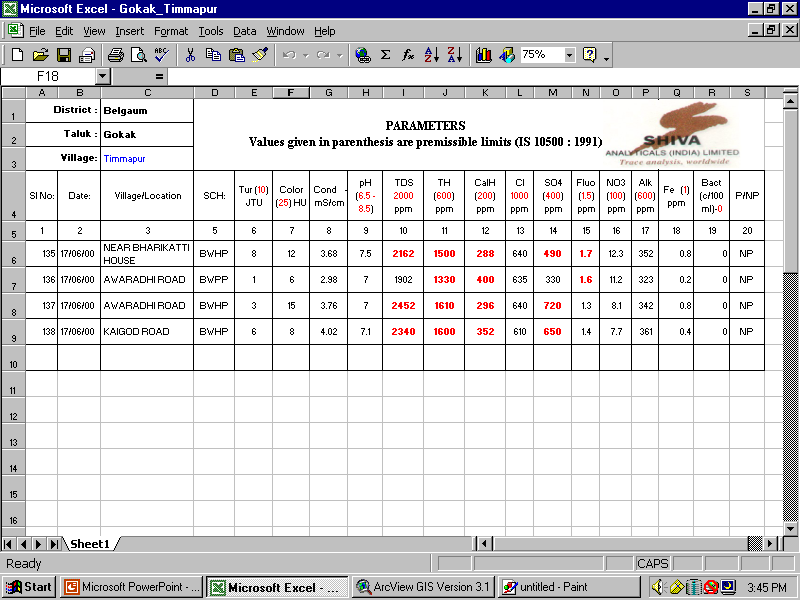 Microsoft Excel - Gokak_Timmapur
File Edit View Insert Format Tools Data Window Help
75%
F18 =
A B C D E F G H I J K L M N O P Q R S
1 District : Belgaum
PARAMETERS
2 Taluk : Gokak
Values given in parenthesis are premissible limits (IS 10500 : 1991)
SHIVA
ANALYTICALS (INDIA) LIMITED
Trace analysis, worldwide
3 Village: Timmapur
4 Sl No: Date: Village/Location SCH: Tur (10) JTU Color (25) HU Cond - mS/cm pH (6.5 - 8.5) TDS 2000 ppm TH (600) ppm CalH (200) ppm Cl 1000 ppm SO4 (400) ppm Fluo (1.5) ppm NO3 (100) ppm Alk (600) ppm Fe (1) ppm Bact (c/100 ml)-0 P/NP
5 1 2 3 5 6 7 8 9 10 11 12 13 14 15 16 17 18 19 20
6 135 17/06/00 NEAR BHARIKATTI HOUSE BWHP 8 12 3.68 7.5 2162 1500 288 640 490 1.7 12.3 352 0.8 0 NP
7 136 17/06/00 AWARADHI ROAD BWPP 1 6 2.98 7 1902 1330 400 635 330 1.6 11.2 323 0.2 0 NP
8 137 17/06/00 AWARADHI ROAD BWHP 3 15 3.76 7 2452 1610 296 640 720 1.3 8.1 342 0.8 0 NP
9 138 17/06/00 KAIGOD ROAD BWHP 6 8 4.02 7.1 2340 1600 352 610 650 1.4 7.7 361 0.4 0 NP
10
11
12
13
14
15
16
Sheet1
Ready CAPS
Start Microsoft PowerPoint - ... Microsoft Excel - ... ArcView GIS Version 3.1 untitled - Paint 3:45 PM